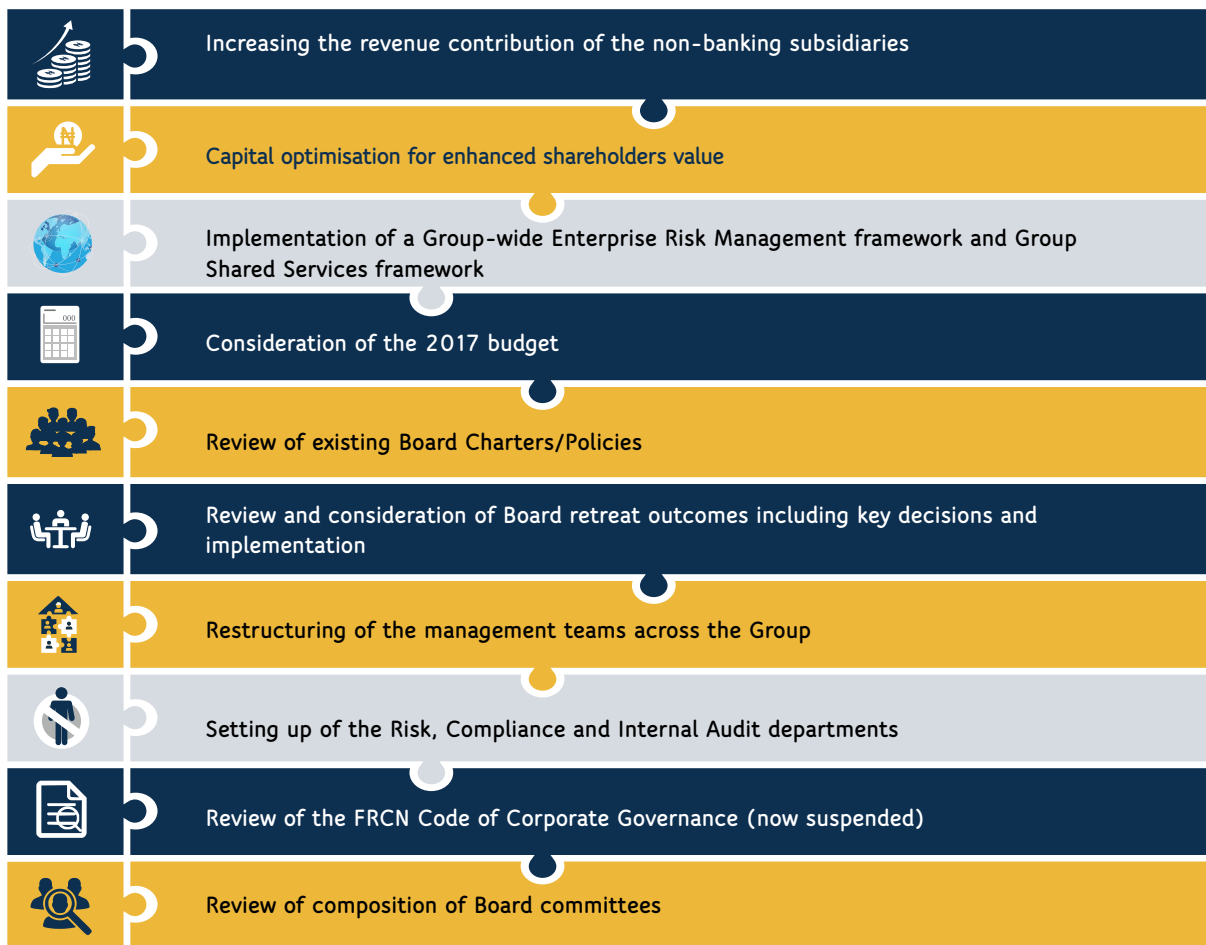 Increasing the revenue contribution of the non-banking subsidiaries
₦
Capital optimisation for enhanced shareholders value
Implementation of a Group-wide Enterprise Risk Management framework and Group
Shared Services framework
000
Consideration of the 2017 budget
Review of existing Board Charters/Policies
Review and consideration of Board retreat outcomes including key decisions and
implementation
Restructuring of the management teams across the Group
Setting up of the Risk, Compliance and Internal Audit departments
Review of the FRCN Code of Corporate Governance (now suspended)
Review of composition of Board committees